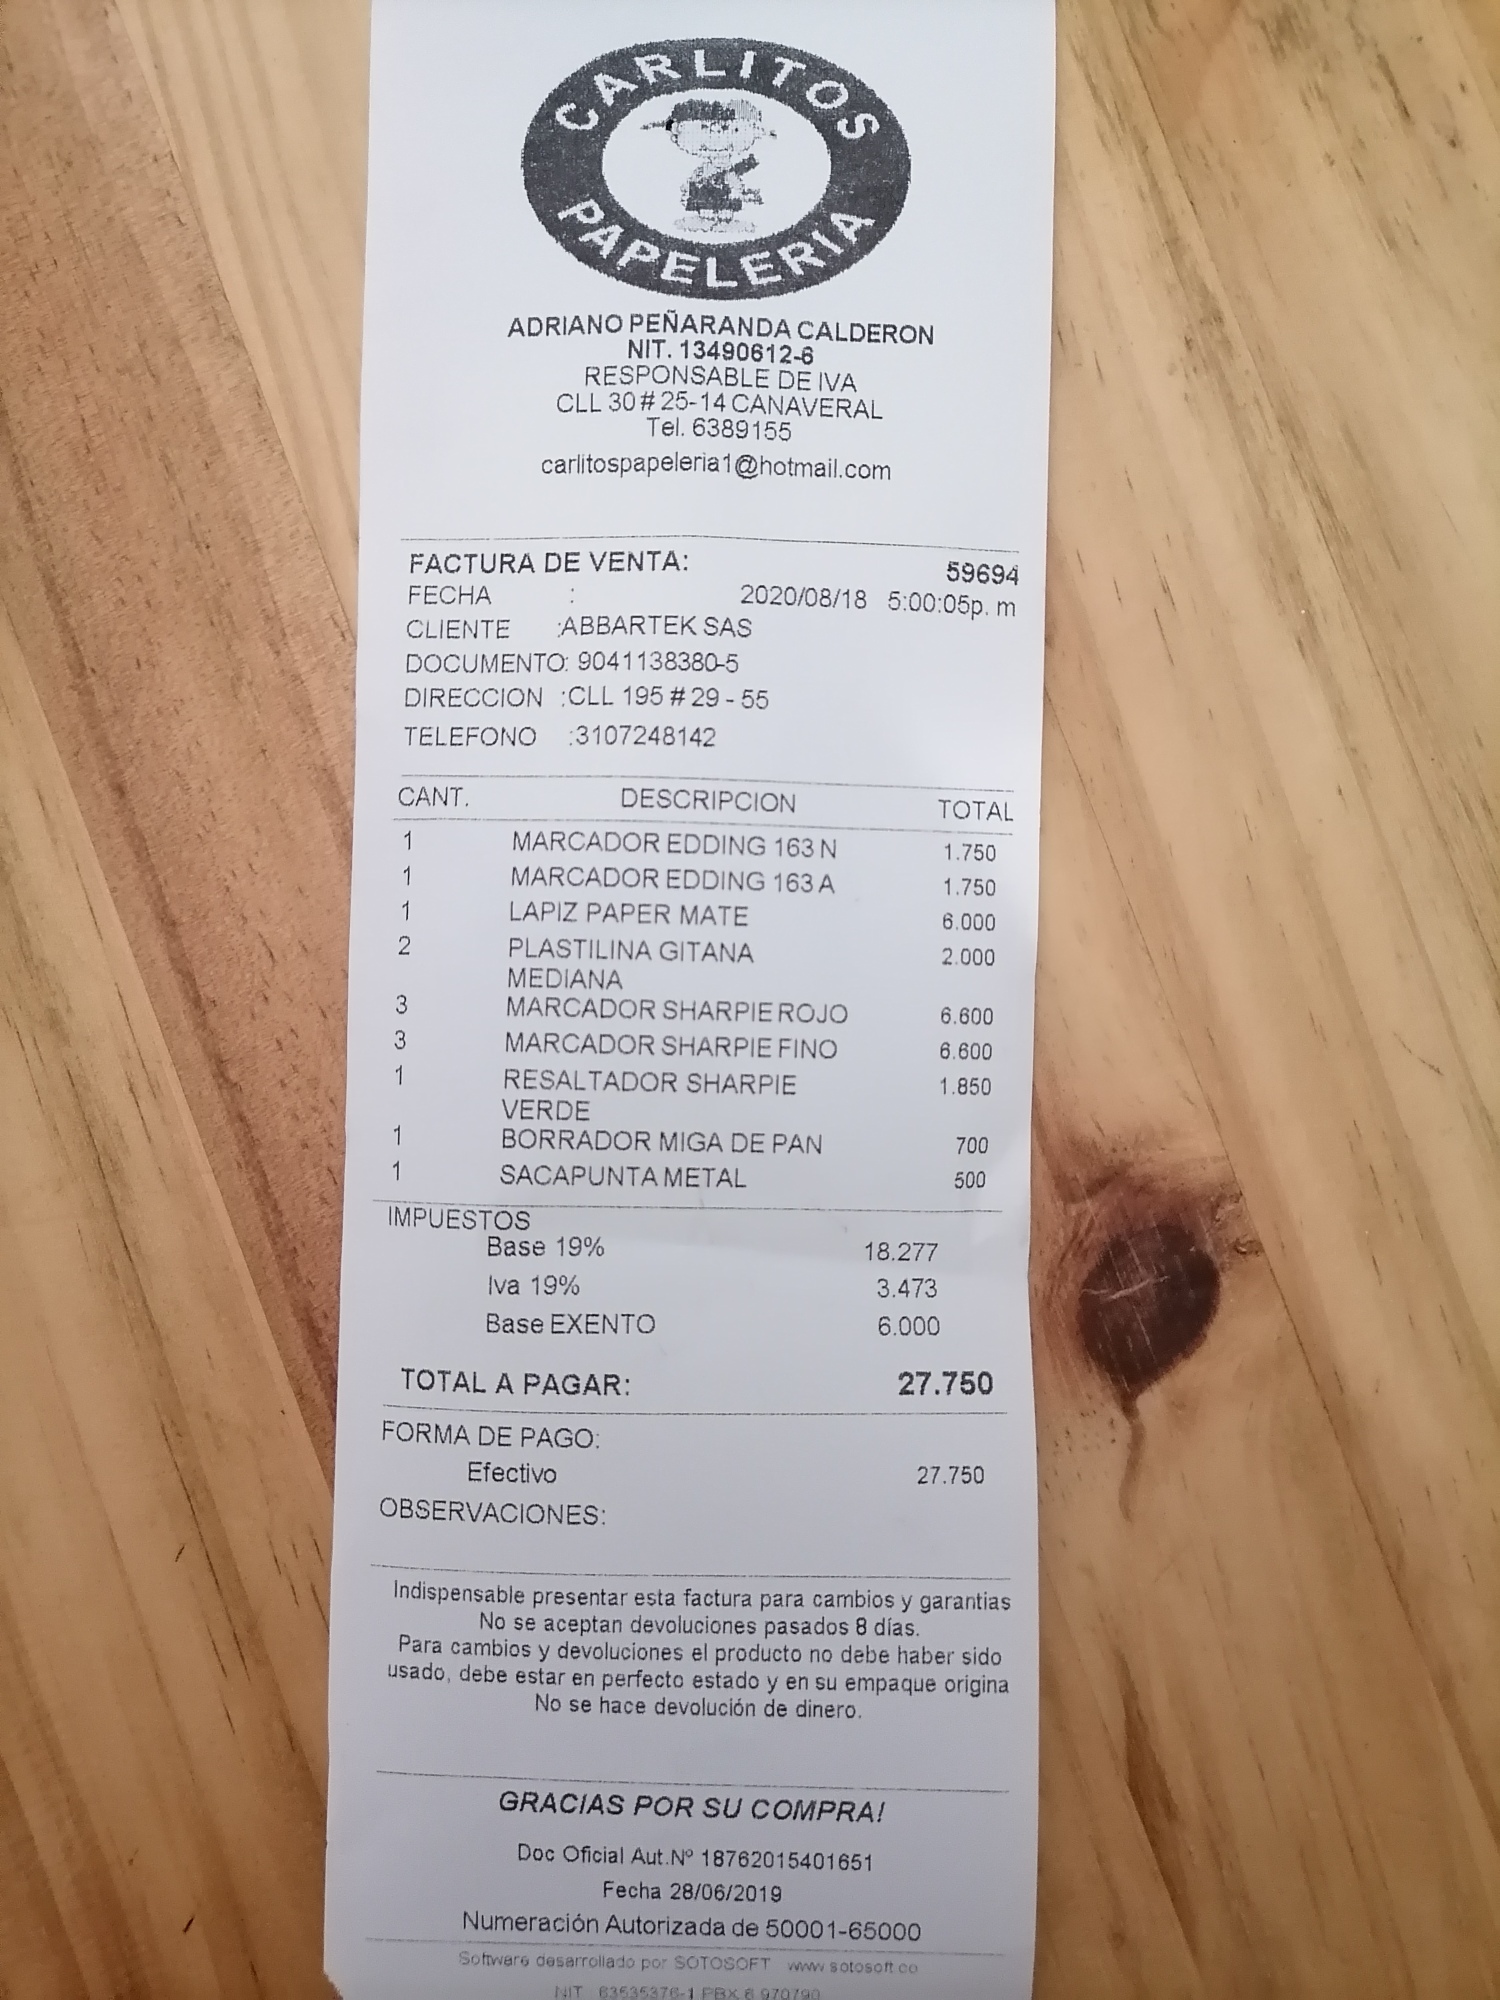 CARLITOS
PAPELERIA
ADRIANO PEÑARANDA CALDERON
NIT. 13490612-6
RESPONSABLE DE IVA
CLL 30 # 25-14 CANAVERAL
Tel. 6389155
carlitospapeleria1@hotmail.com
FACTURA DE VENTA: 59694
FECHA : 2020/08/18 5:00:05p. m
CLIENTE :ABBARTEK SAS
DOCUMENTO: 9041138380-5
DIRECCION :CLL 195 # 29 - 55
TELEFONO :3107248142
CANT. DESCRIPCION TOTAL
1 MARCADOR EDDING 163 N 1.750
1 MARCADOR EDDING 163 A 1.750
1 LAPIZ PAPER MATE 6.000
2 PLASTILINA GITANA 2.000
MEDIANA
3 MARCADOR SHARPIE ROJO 6.600
3 MARCADOR SHARPIE FINO 6.600
1 RESALTADOR SHARPIE 1.850
VERDE
1 BORRADOR MIGA DE PAN 700
1 SACAPUNTA METAL 500
IMPUESTOS
Base 19% 18.277
Iva 19% 3.473
Base EXENTO 6.000
TOTAL A PAGAR: 27.750
FORMA DE PAGO:
Efectivo 27.750
OBSERVACIONES:
Indispensable presentar esta factura para cambios y garantias
No se aceptan devoluciones pasados 8 días.
Para cambios y devoluciones el producto no debe haber sido
usado, debe estar en perfecto estado y en su empaque origina
No se hace devolución de dinero.
GRACIAS POR SU COMPRA!
Doc Oficial Aut.Nº 18762015401651
Fecha 28/06/2019
Numeración Autorizada de 50001-65000
Software desarrollado por SOTOSOFT www.sotosoft.co
NIT 63535376-1 PBX 6 970790